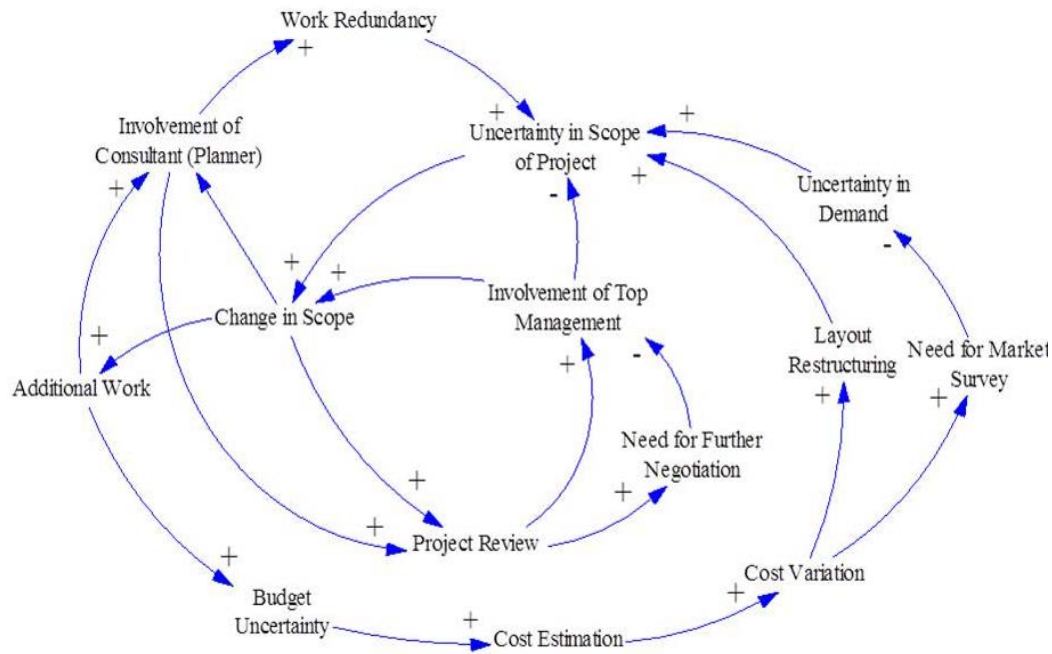 Work Redundancy
+
Involvement of
Consultant (Planner)
+
+
Uncertainty in Scope
of Project
+
+
-
Uncertainty in
Demand
-
+
+
Change in Scope
Involvement of Top
Management
+
-
+
Additional Work
Layout
Restructuring
+
Need for Market
Survey
+
Need for Further
Negotiation
+
+
+
Project Review
+
Budget
Uncertainty
+
Cost Estimation
+
Cost Variation